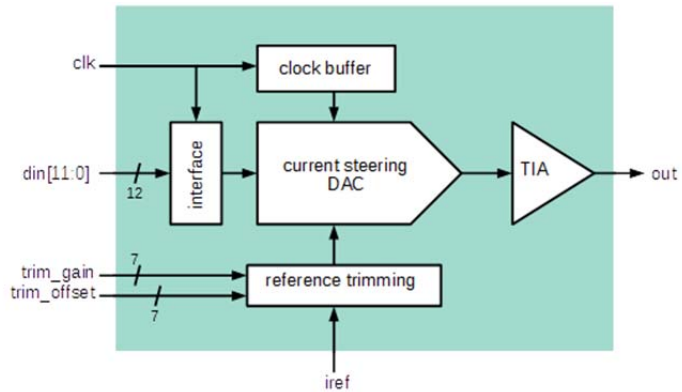 clk
clock buffer
din[11:0]
12
interface
current steering
DAC
TIA
out
trim_gain
7
trim_offset
7
reference trimming
iref